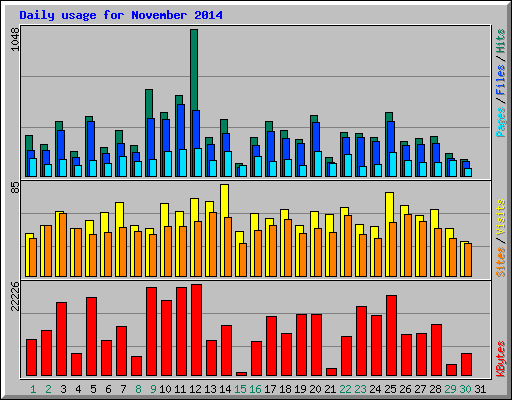 Daily usage for November 2014
1048
Pages / Files / Hits
85
Sites / Visits
22226
KBytes
1 2 3 4 5 6 7 8 9 10 11 12 13 14 15 16 17 18 19 20 21 22 23 24 25 26 27 28 29 30 31